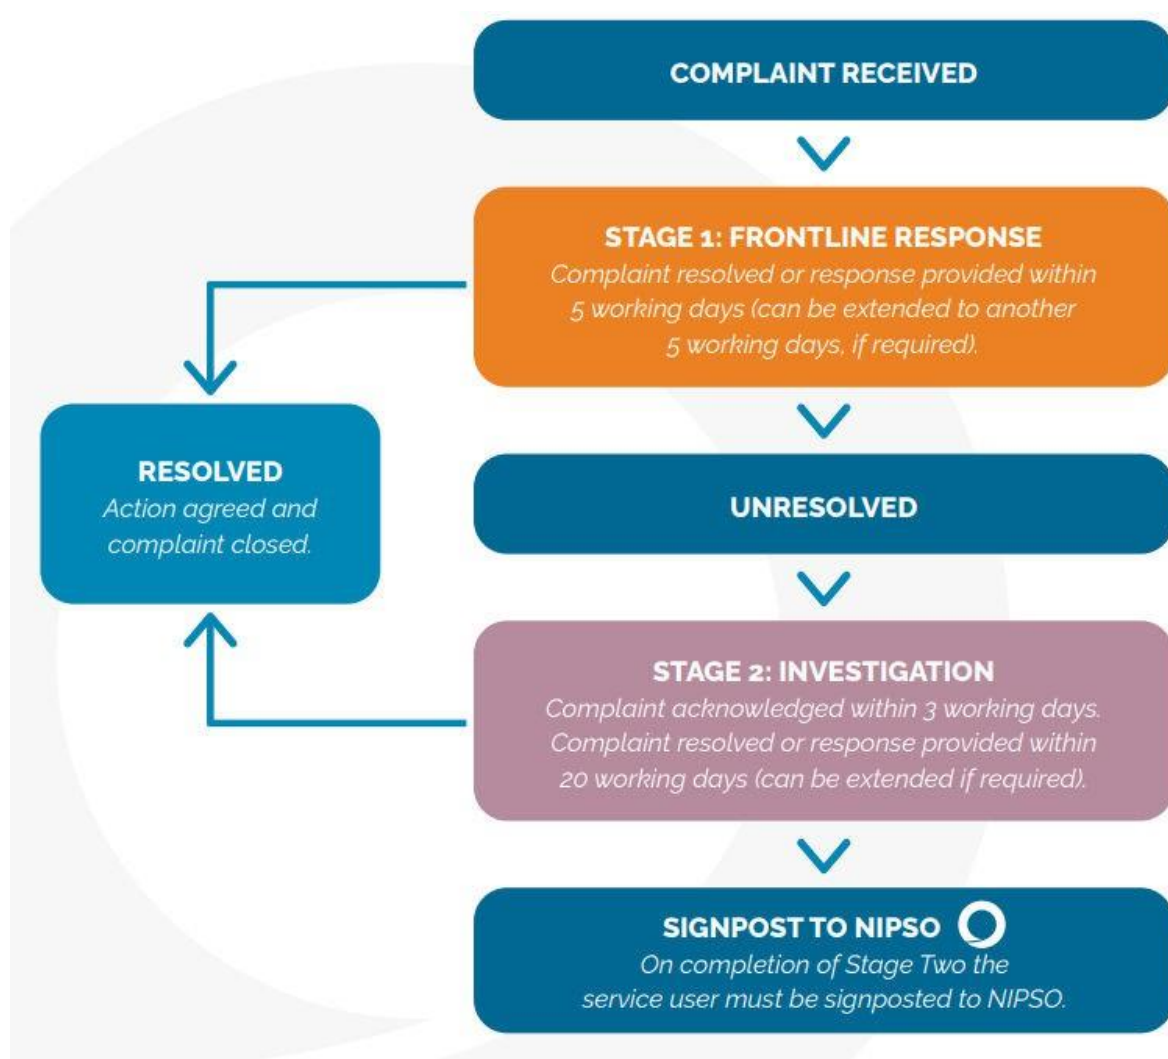 COMPLAINT RECEIVED
STAGE 1: FRONTLINE RESPONSE
Complaint resolved or response provided within
5 working days (can be extended to another
5 working days, if required).
RESOLVED
Action agreed and
complaint closed.
UNRESOLVED
STAGE 2: INVESTIGATION
Complaint acknowledged within 3 working days.
Complaint resolved or response provided within
20 working days (can be extended if required).
SIGNPOST TO NIPSO
On completion of Stage Two the
service user must be signposted to NIPSO.